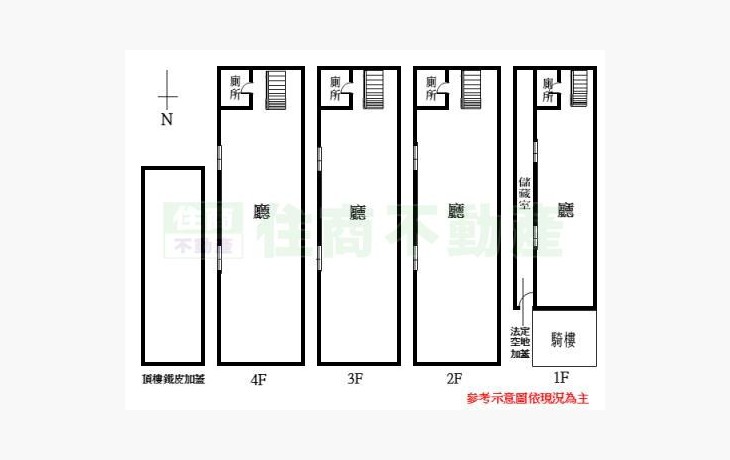 廁所
廁所
廁所
廁所
N
儲藏室
廳
廳
廳
廳
住商
不動產
住商不動產
法定空地加蓋
騎樓
頂樓鐵皮加蓋
4F
3F
2F
1F
參考示意圖依現況為主